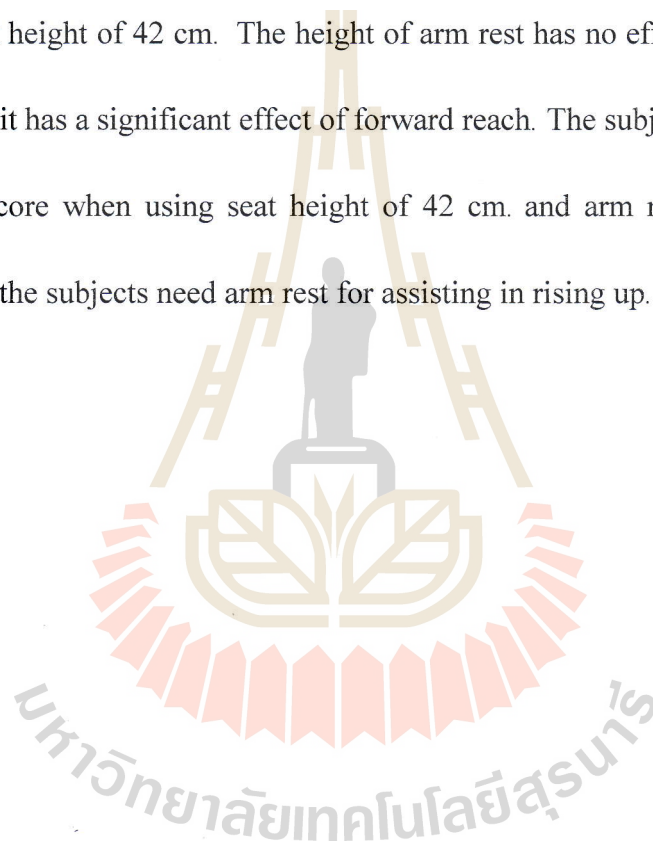 height of 42 cm. The height of arm rest has no
it has a significant effect of forward reach. The
core when using seat height of 42 cm. and arm
the subjects need arm rest for assisting in rising up.
มหาวิทยาลัยเทคโนโลยีสุรนารี